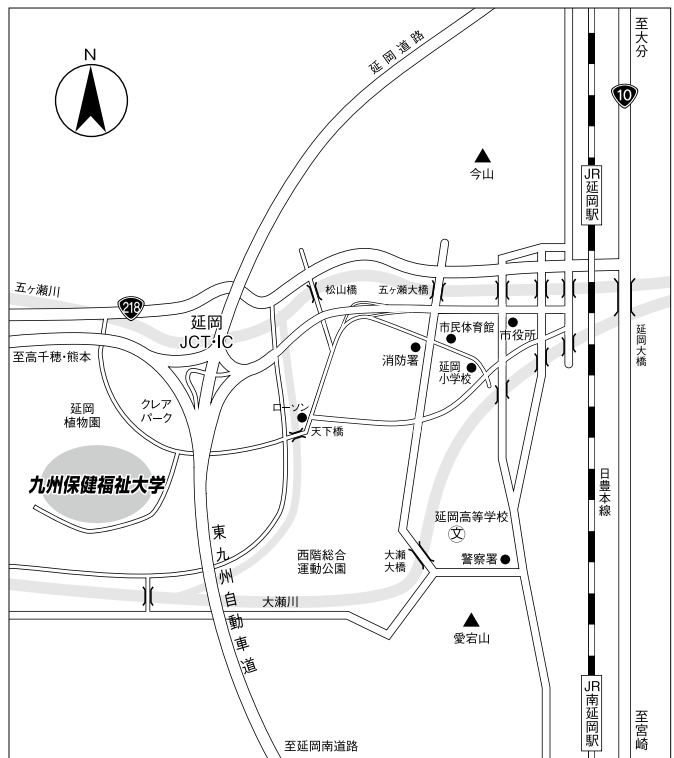 N
延岡道路
至大分
10
今山
JR延岡駅
五ヶ瀬川
218
松山橋
五ヶ瀬大橋
延岡
JCT・IC
市民体育館
市役所
延岡大橋
至高千穂・熊本
消防署
延岡
小学校
延岡
植物園
クレア
パーク
ローソン
天下橋
九州保健福祉大学
日豊本線
延岡高等学校
文
東九州自動車道
西階総合
運動公園
大瀬
大橋
警察署
大瀬川
愛宕山
JR南延岡駅
至宮崎
至延岡南道路